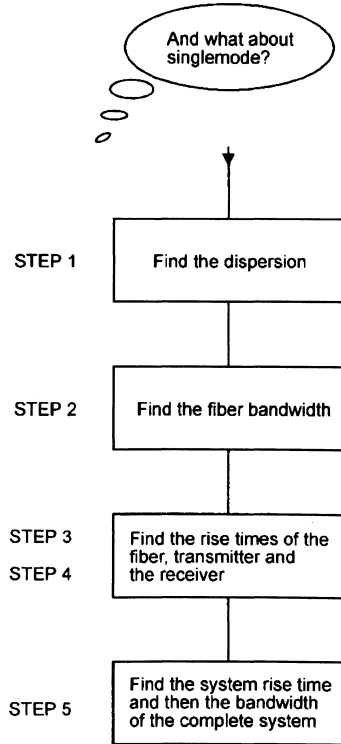 And what about
singlemode?
STEP 1
Find the dispersion
STEP 2
Find the fiber bandwidth
STEP 3
STEP 4
Find the rise times of the
fiber, transmitter and
the receiver
STEP 5
Find the system rise time
and then the bandwidth
of the complete system